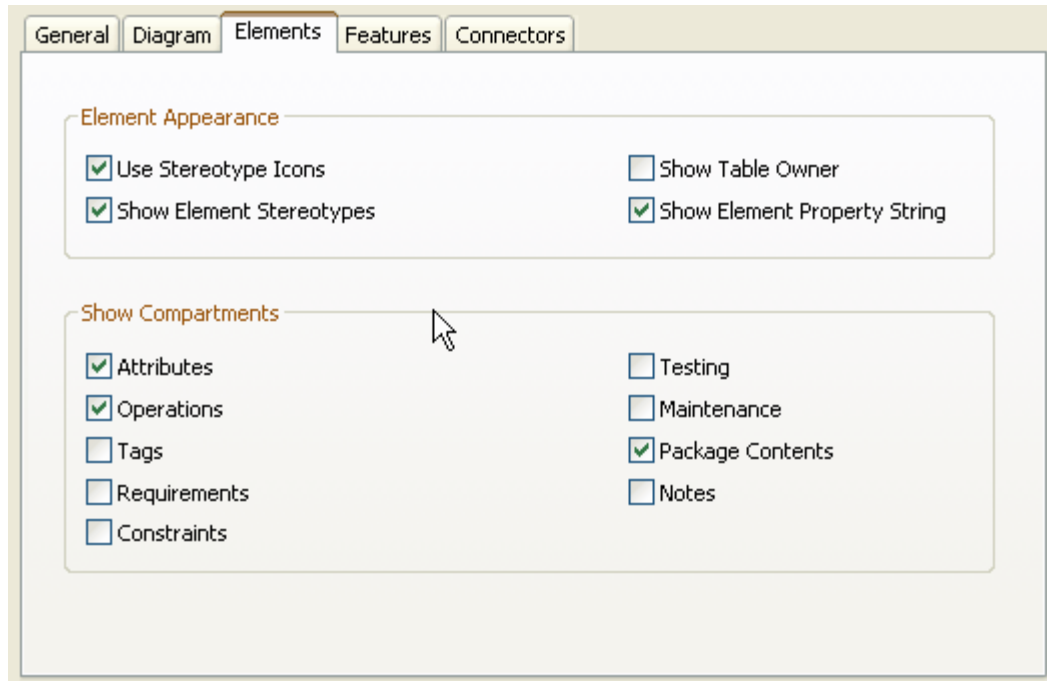 General Diagram Elements Features Connectors
Element Appearance
Use Stereotype Icons Show Table Owner
Show Element Stereotypes Show Element Property String
Show Compartments
Attributes Testing
Operations Maintenance
Tags Package Contents
Requirements Notes
Constraints